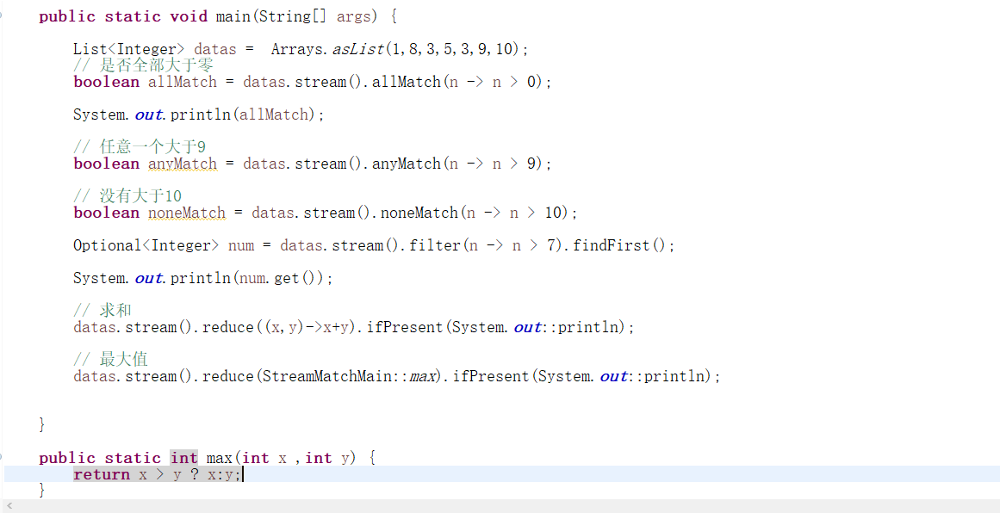 public static void main(String[] args) {
List<Integer> datas =  Arrays.asList(1,8,3,5,3,9,10);
// 是否全部大于零
boolean allMatch = datas.stream().allMatch(n -> n > 0);
System.out.println(allMatch);
// 任意一个大于9
boolean anyMatch = datas.stream().anyMatch(n -> n > 9);
// 没有大于10
boolean noneMatch = datas.stream().noneMatch(n -> n > 10);
Optional<Integer> num = datas.stream().filter(n -> n > 7).findFirst();
System.out.println(num.get());
// 求和
datas.stream().reduce((x,y)->x+y).ifPresent(System.out::println);
// 最大值
datas.stream().reduce(StreamMatchMain::max).ifPresent(System.out::println);
}
public static int max(int x ,int y) {
return x > y ? x:y;
}